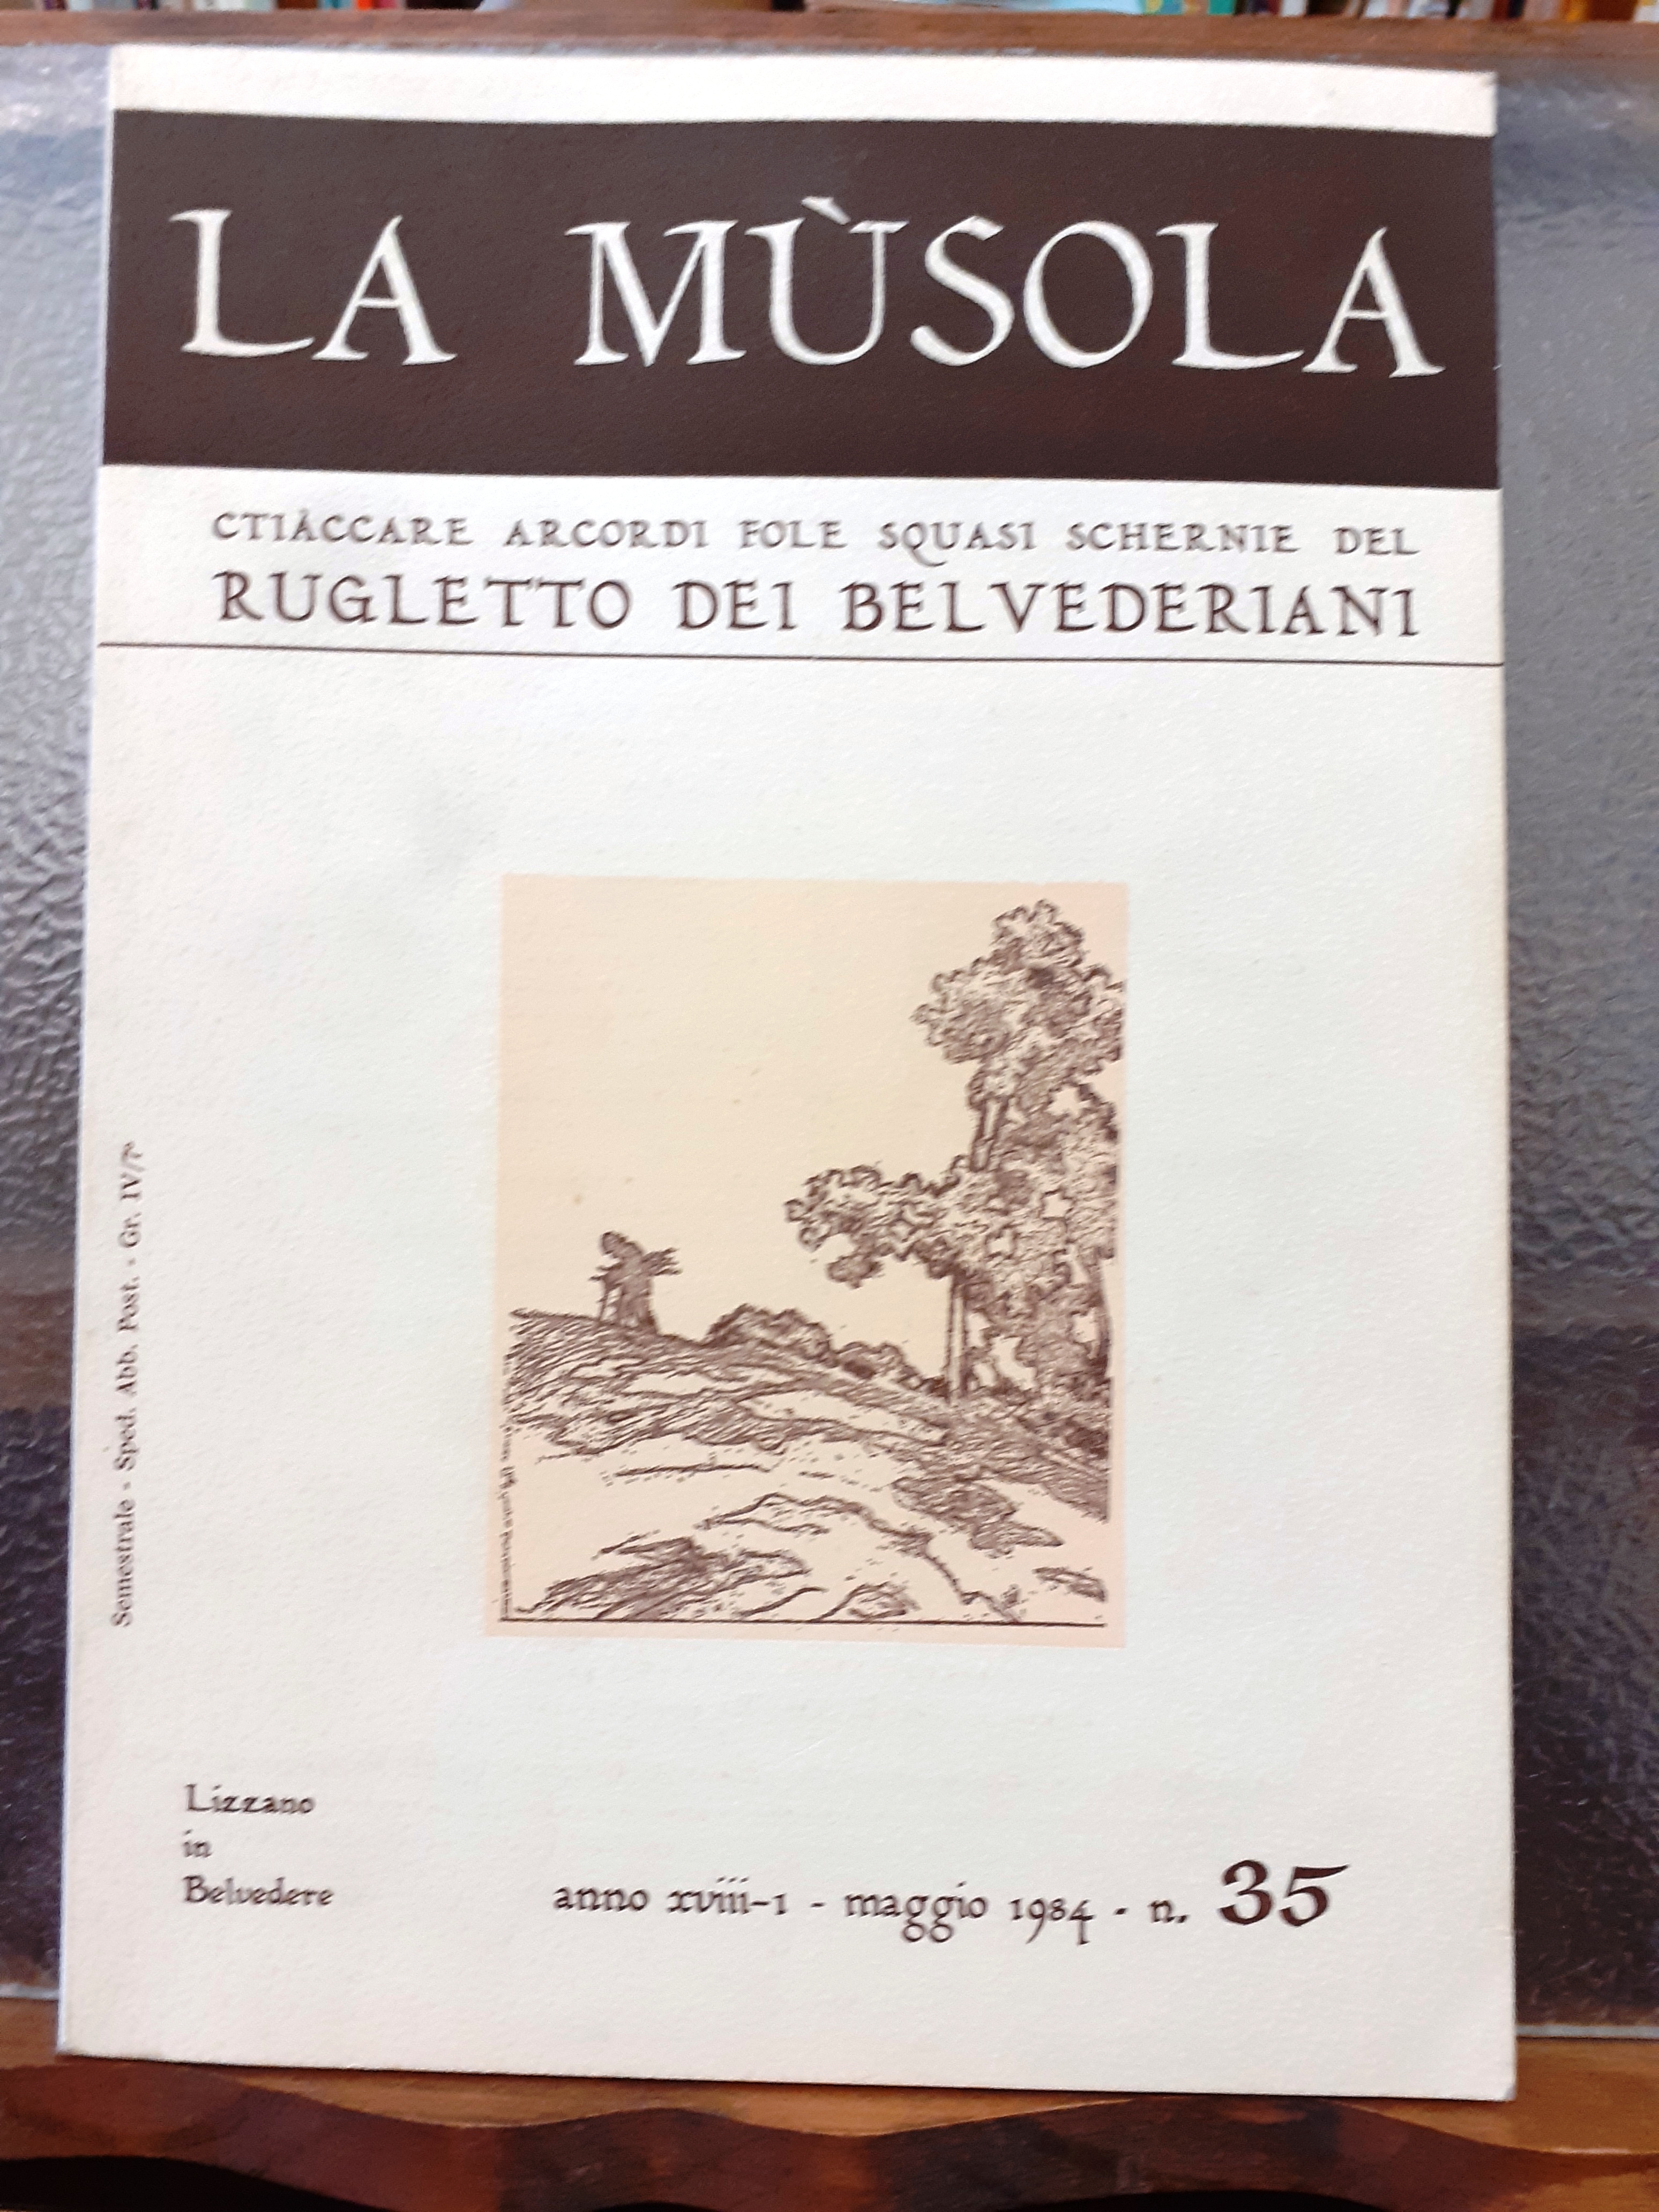 LA MÙSOLA
CTIÀCCARE ARCORDI FOLE SQUASI SCHERNIE DEL
RUGLETTO DEI BELVEDERIANI
Semestrale - Sped. Abb. Post. - Gr. IV/7º
Lizzano
in
Belvedere
anno xviii-1 - maggio 1984 - n. 35